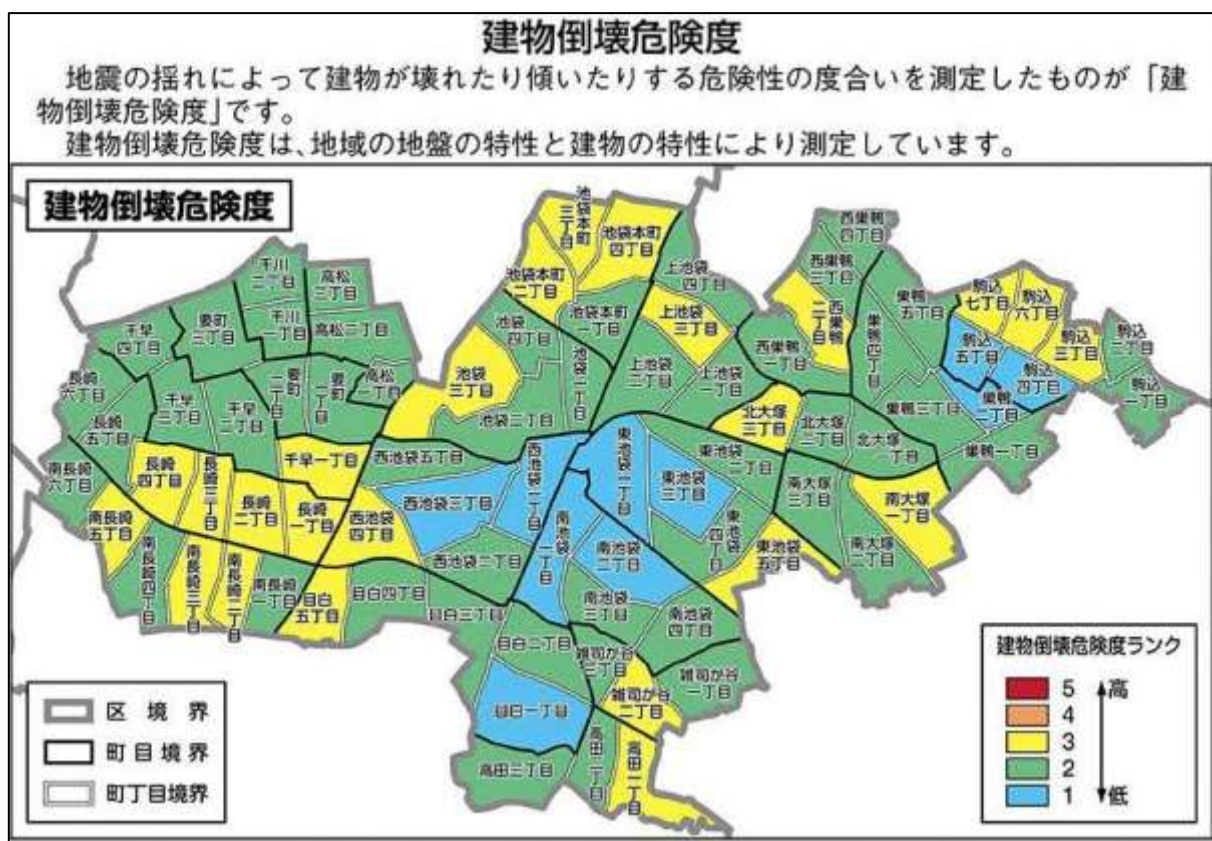 建物倒壊危険度
地震の揺れによって建物が壊れたり傾いたりする危険性の度合いを測定したものが「建
物倒壊危険度」です。
建物倒壊危険度は、地域の地盤の特性と建物の特性により測定しています。
建物倒壊危険度
池袋本町三丁目
池袋本町四丁目
池袋本町二丁目
池袋本町一丁目
西巣鴨四丁目
西巣鴨三丁目
西巣鴨二丁目
西巣鴨一丁目
上池袋四丁目
上池袋三丁目
上池袋二丁目
上池袋一丁目
千川二丁目
千川一丁目
高松三丁目
高松二丁目
高松一丁目
千早四丁目
要町三丁目
要町二丁目
要町一丁目
千早三丁目
千早二丁目
千早一丁目
池袋四丁目
池袋三丁目
池袋二丁目
池袋一丁目
巣鴨五丁目
巣鴨四丁目
巣鴨三丁目
巣鴨二丁目
巣鴨一丁目
駒込七丁目
駒込六丁目
駒込五丁目
駒込四丁目
駒込三丁目
駒込二丁目
駒込一丁目
長崎六丁目
長崎五丁目
長崎四丁目
長崎三丁目
長崎二丁目
長崎一丁目
北大塚三丁目
北大塚二丁目
北大塚一丁目
南大塚三丁目
南大塚二丁目
南大塚一丁目
西池袋五丁目
西池袋四丁目
西池袋三丁目
西池袋二丁目
西池袋一丁目
東池袋一丁目
東池袋二丁目
東池袋三丁目
東池袋四丁目
東池袋五丁目
南長崎六丁目
南長崎五丁目
南長崎四丁目
南長崎三丁目
南長崎二丁目
南長崎一丁目
目白五丁目
目白四丁目
目白三丁目
目白二丁目
目白一丁目
南池袋一丁目
南池袋二丁目
南池袋三丁目
南池袋四丁目
雑司が谷三丁目
雑司が谷二丁目
雑司が谷一丁目
高田三丁目
高田二丁目
高田一丁目
区境界
町目境界
町丁目境界
建物倒壊危険度ランク
5 高
4
3
2
1 低